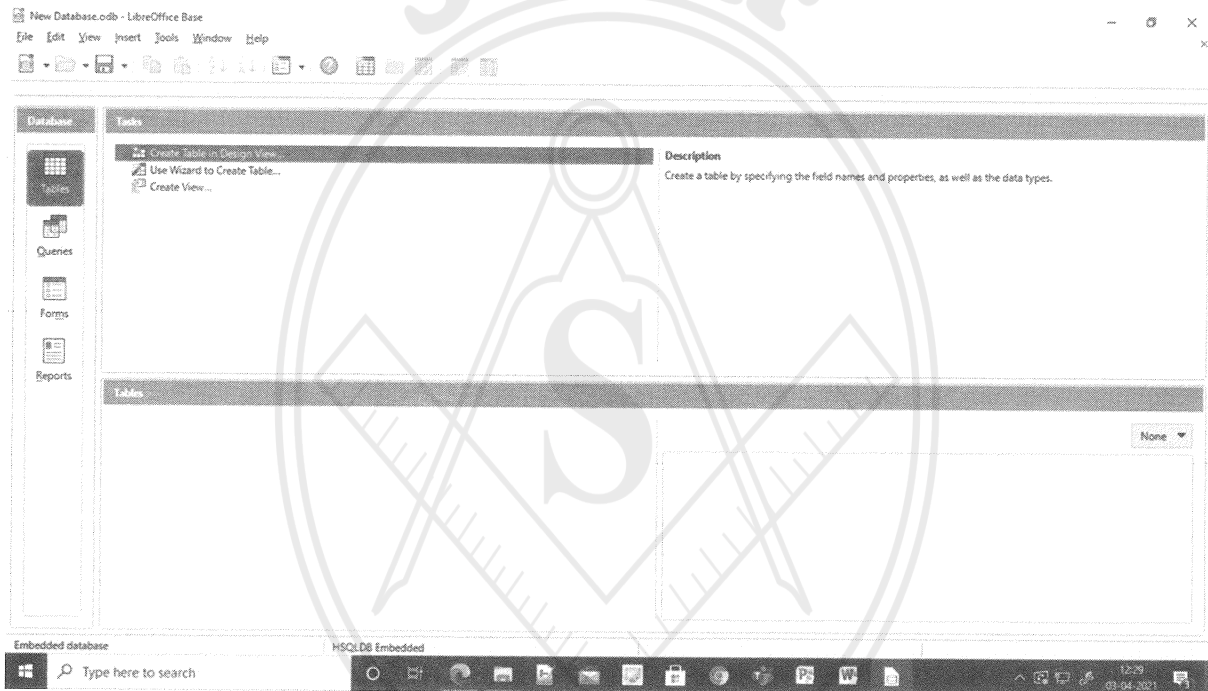 New Database.odb - LibreOffice Base
File Edit View Insert Tools Window Help
Database
Tasks
Tables
Queries
Forms
Reports
Create Table in Design View...
Use Wizard to Create Table...
Create View...
Description
Create a table by specifying the field names and properties, as well as the data types.
Tables
None
Embedded database
HSQLDB Embedded
Type here to search
12:29
03-04-2021
S